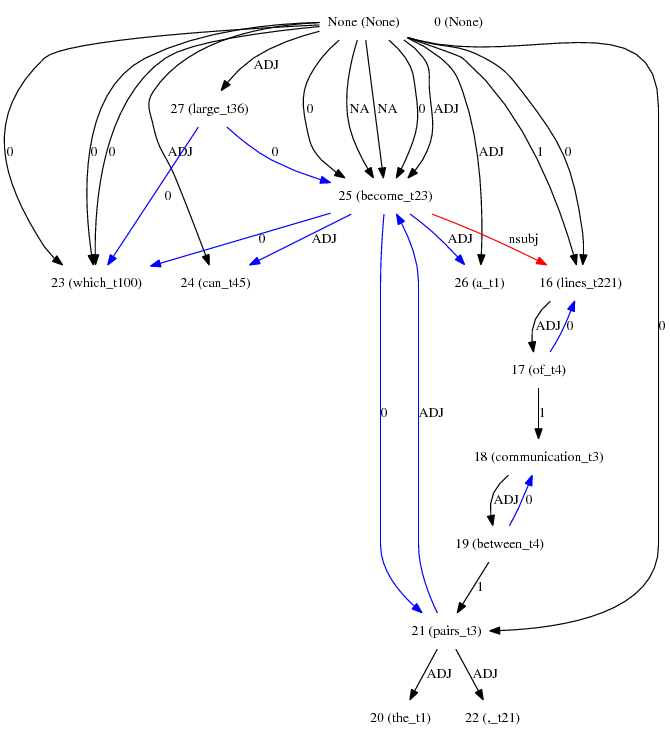 None (None) 0 (None)
ADJ
27 (large_t36) 0 NA NA 0 ADJ
0 0 0 ADJ 0 ADJ 1 0
0 25 (become_t23)
0 ADJ ADJ nsubj
23 (which_t100) 24 (can_t45) 26 (a_t1) 16 (lines_t221)
ADJ 0 0
17 (of_t4)
0 ADJ 1
18 (communication_t3)
ADJ 0
19 (between_t4)
1
21 (pairs_t3)
ADJ ADJ
20 (the_t1) 22 (,_t21)